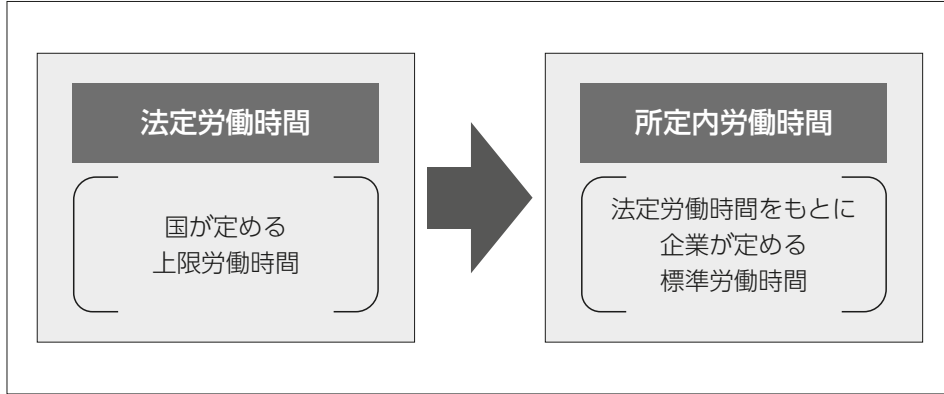 法定労働時間
国が定める
上限労働時間
所定内労働時間
法定労働時間をもとに
企業が定める
標準労働時間